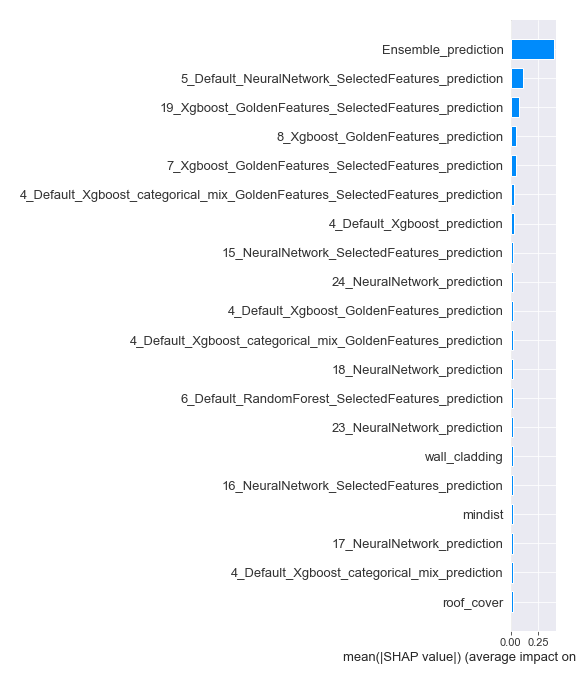 Ensemble_prediction
5_Default_NeuralNetwork_SelectedFeatures_prediction
19_Xgboost_GoldenFeatures_SelectedFeatures_prediction
8_Xgboost_GoldenFeatures_prediction
7_Xgboost_GoldenFeatures_SelectedFeatures_prediction
4_Default_Xgboost_categorical_mix_GoldenFeatures_SelectedFeatures_prediction
4_Default_Xgboost_prediction
15_NeuralNetwork_SelectedFeatures_prediction
24_NeuralNetwork_prediction
4_Default_Xgboost_GoldenFeatures_prediction
4_Default_Xgboost_categorical_mix_GoldenFeatures_prediction
18_NeuralNetwork_prediction
6_Default_RandomForest_SelectedFeatures_prediction
23_NeuralNetwork_prediction
wall_cladding
16_NeuralNetwork_SelectedFeatures_prediction
mindist
17_NeuralNetwork_prediction
4_Default_Xgboost_categorical_mix_prediction
roof_cover
0.00 0.25
mean(|SHAP value|) (average impact on